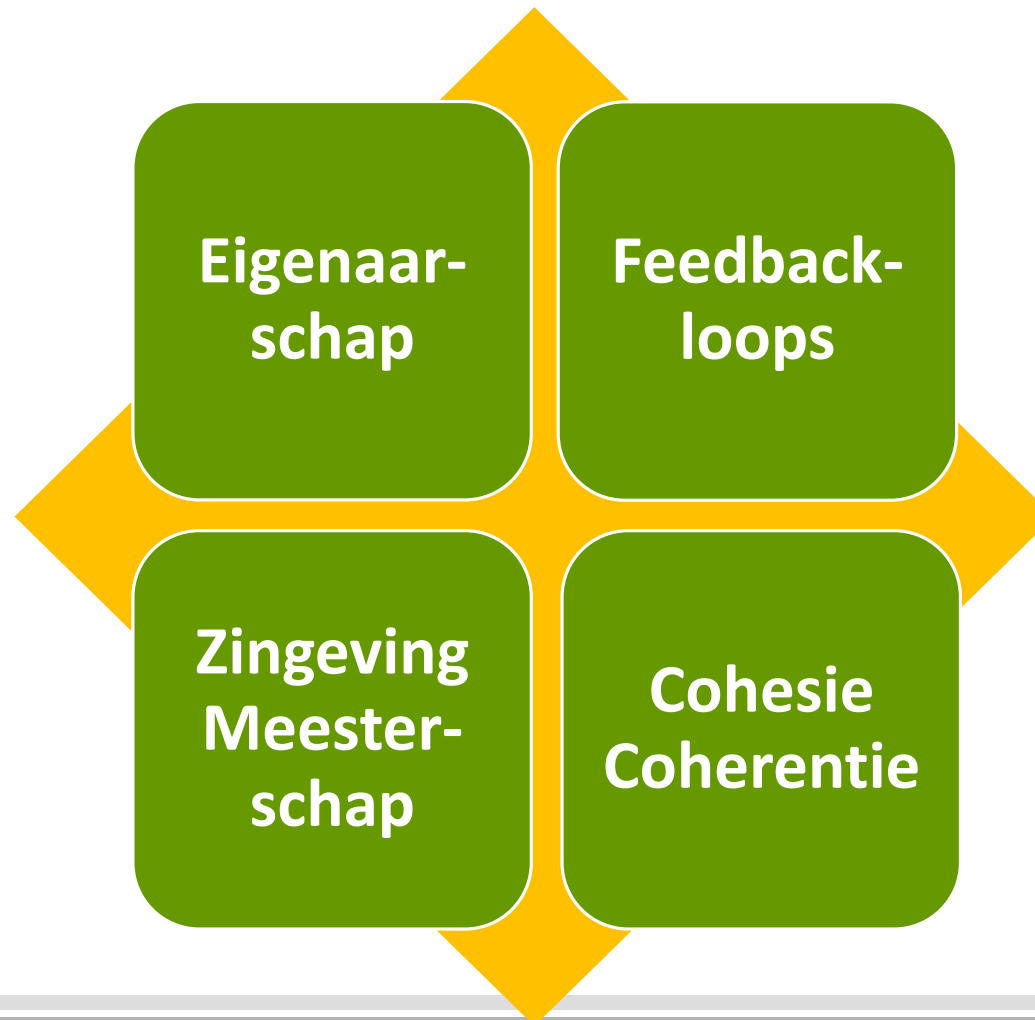 Eigenaar-
schap
Feedback-
loops
Zingeving
Meester-
schap
Cohesie
Coherentie